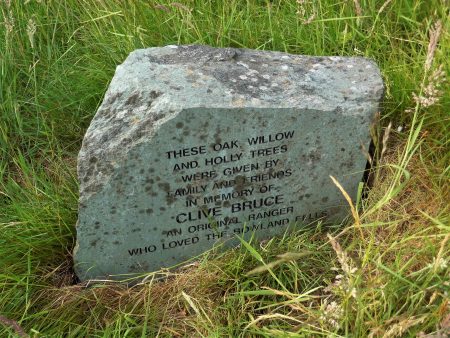 THESE OAK, WILLOW
AND HOLLY TREES
WERE GIVEN BY
FAMILY AND FRIENDS
IN MEMORY OF
CLIVE BRUCE
AN ORIGINAL RANGER
WHO LOVED THE BOWLAND FELLS